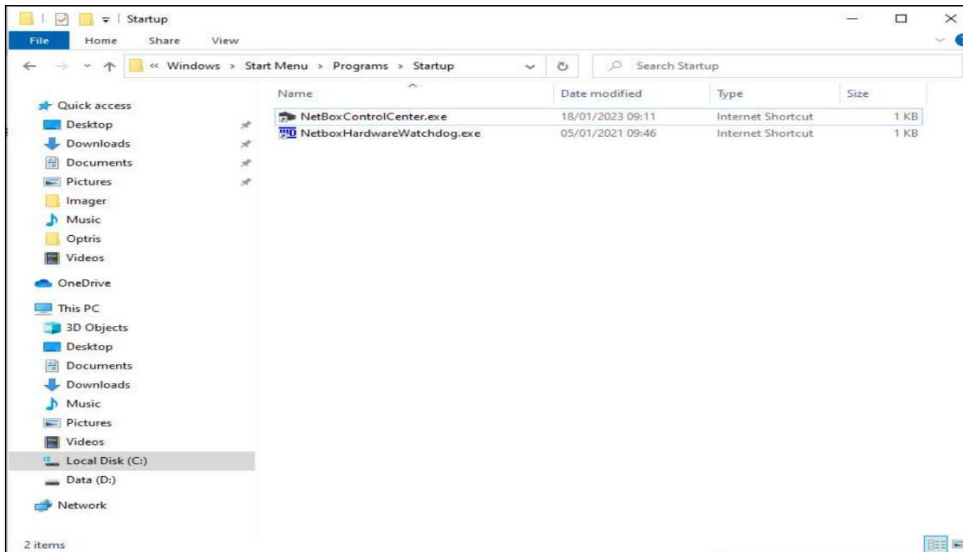 Startup
File Home Share View
« Windows > Start Menu > Programs > Startup Search Startup
Name Date modified Type Size
NetBoxControlCenter.exe 18/01/2023 09:11 Internet Shortcut 1 KB
NetboxHardwareWatchdog.exe 05/01/2021 09:46 Internet Shortcut 1 KB
Quick access
Desktop
Downloads
Documents
Pictures
Imager
Music
Optris
Videos
OneDrive
This PC
3D Objects
Desktop
Documents
Downloads
Music
Pictures
Videos
Local Disk (C:)
Data (D:)
Network
2 items